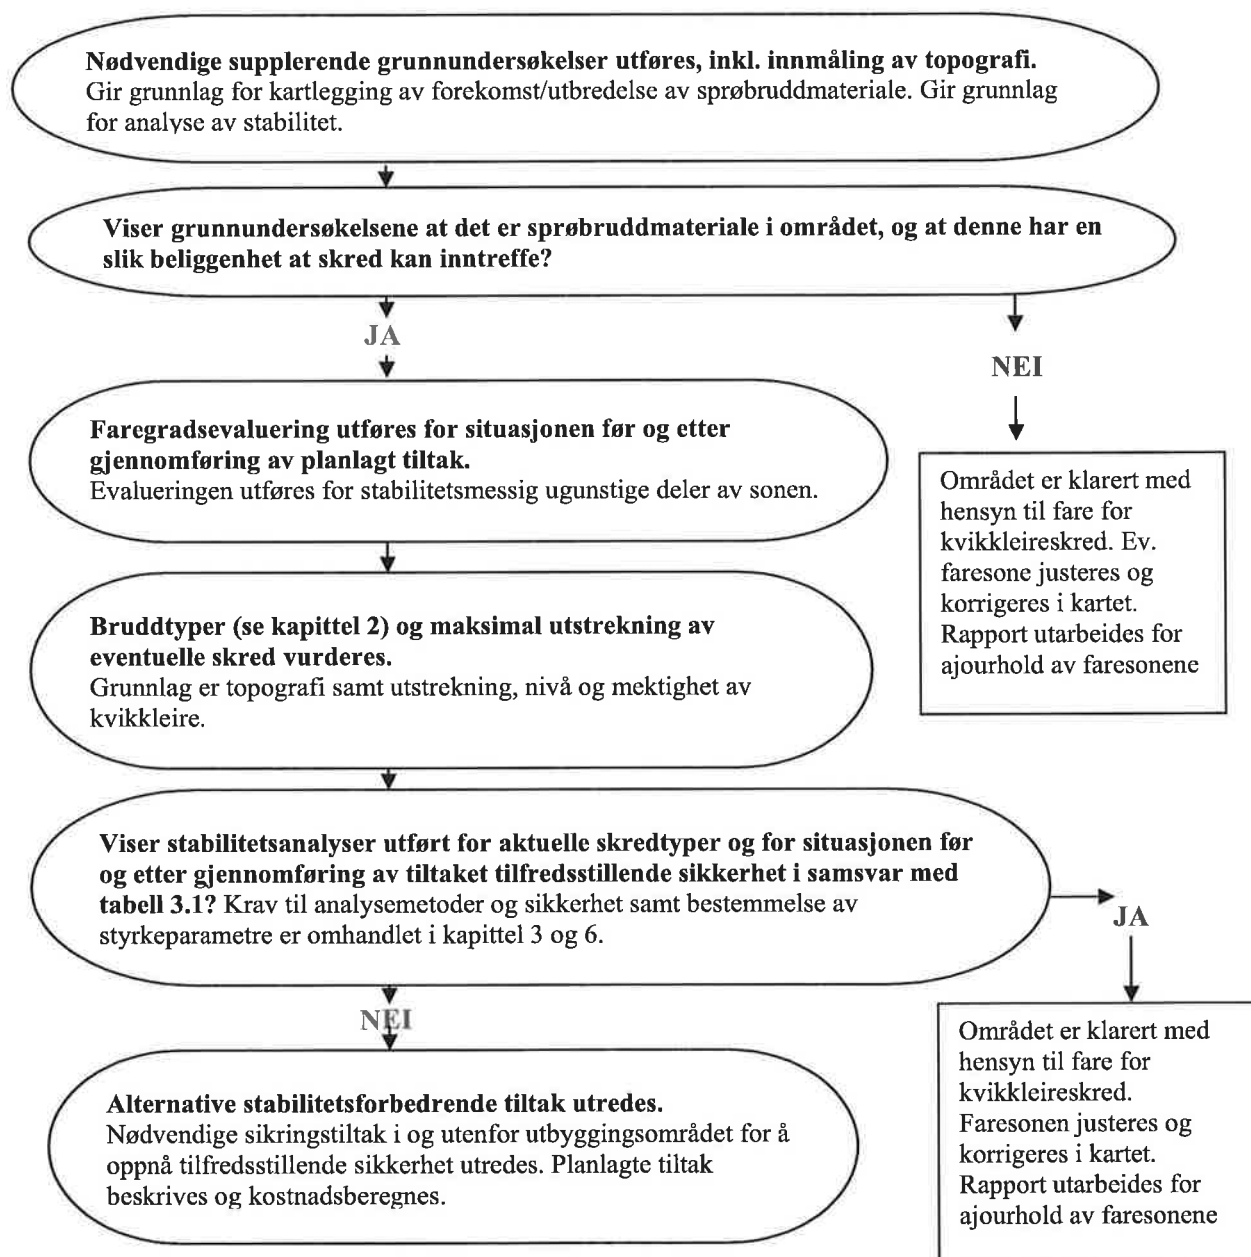 Nødvendige supplerende grunnundersøkelser utføres, inkl. innmåling av topografi.
Gir grunnlag for kartlegging av forekomst/utbredelse av sprøbruddmateriale. Gir grunnlag
for analyse av stabilitet.
Viser grunnundersøkelsene at det er sprøbruddmateriale i området, og at denne har en
slik beliggenhet at skred kan inntreffe?
JA
NEI
Faregradsevaluering utføres for situasjonen før og etter
gjennomføring av planlagt tiltak.
Evalueringen utføres for stabilitetsmessig ugunstige deler av sonen.
Området er klarert med
hensyn til fare for
kvikkleireskred. Ev.
faresone justeres og
korrigeres i kartet.
Rapport utarbeides for
ajourhold av faresonene
Bruddtyper (se kapittel 2) og maksimal utstrekning av
eventuelle skred vurderes.
Grunnlag er topografi samt utstrekning, nivå og mektighet av
kvikkleire.
Viser stabilitetsanalyser utført for aktuelle skredtyper og for situasjonen før
og etter gjennomføring av tiltaket tilfredsstillende sikkerhet i samsvar med
tabell 3.1? Krav til analysemetoder og sikkerhet samt bestemmelse av
styrkeparametre er omhandlet i kapittel 3 og 6.
JA
NEI
Området er klarert med
hensyn til fare for
kvikkleireskred.
Faresonen justeres og
korrigeres i kartet.
Rapport utarbeides for
ajourhold av faresonene
Alternative stabilitetsforbedrende tiltak utredes.
Nødvendige sikringstiltak i og utenfor utbyggingsområdet for å
oppnå tilfredsstillende sikkerhet utredes. Planlagte tiltak
beskrives og kostnadsberegnes.